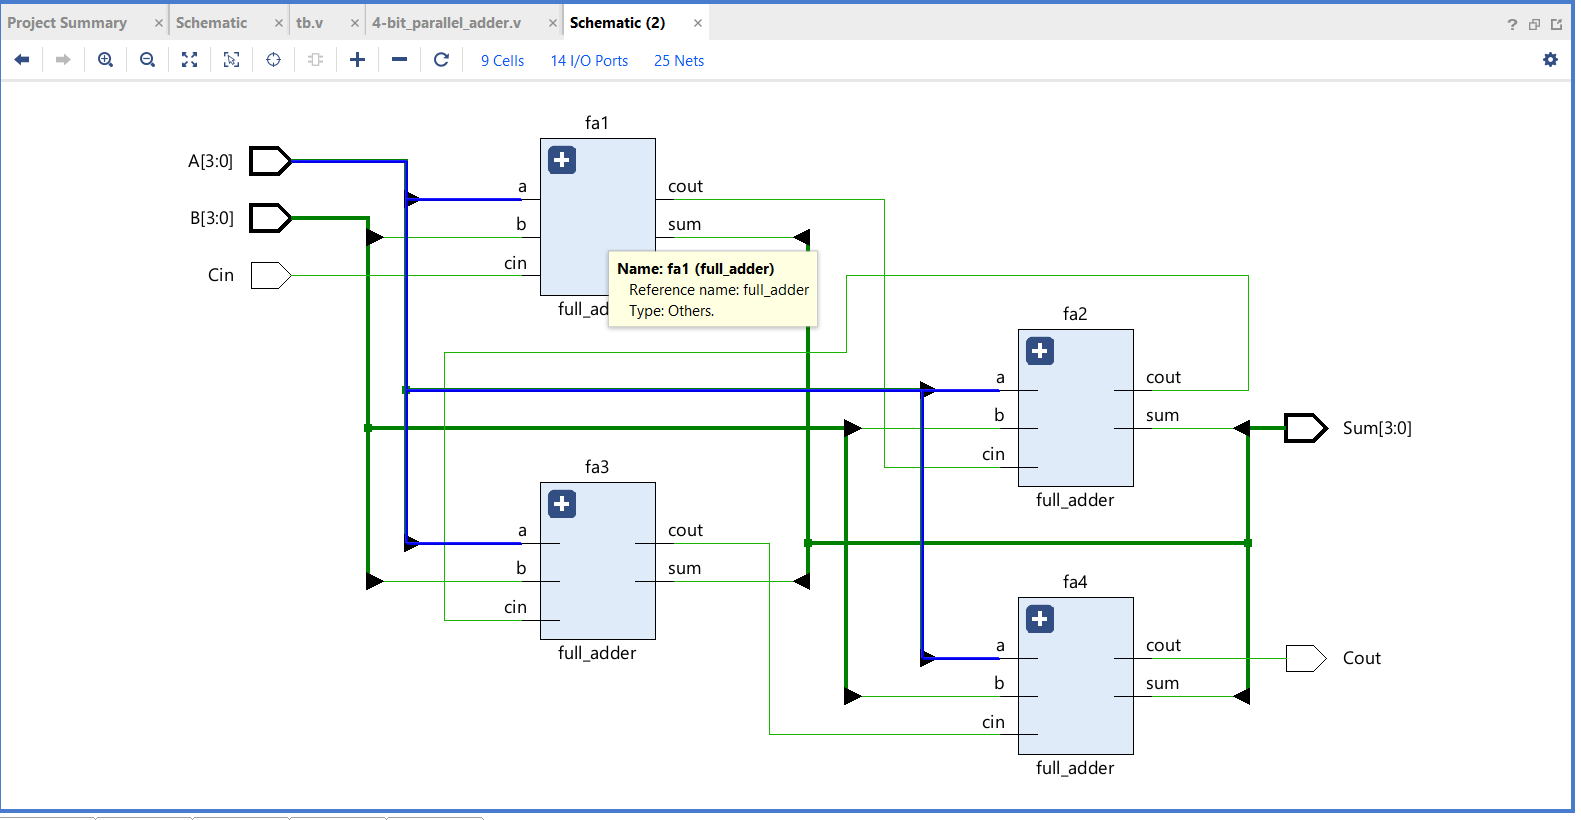 Project Summary × Schematic × tb.v × 4-bit_parallel_adder.v × Schematic (2) ×
9 Cells 14 I/O Ports 25 Nets
fa1
A[3:0]
a cout
B[3:0]
b sum
Cin
cin
Name: fa1 (full_adder)
Reference name: full_adder
Type: Others.
full_ad
fa2
a cout
b sum
Sum[3:0]
cin
full_adder
fa3
a cout
b sum
cin
full_adder
fa4
a cout
Cout
b sum
cin
full_adder